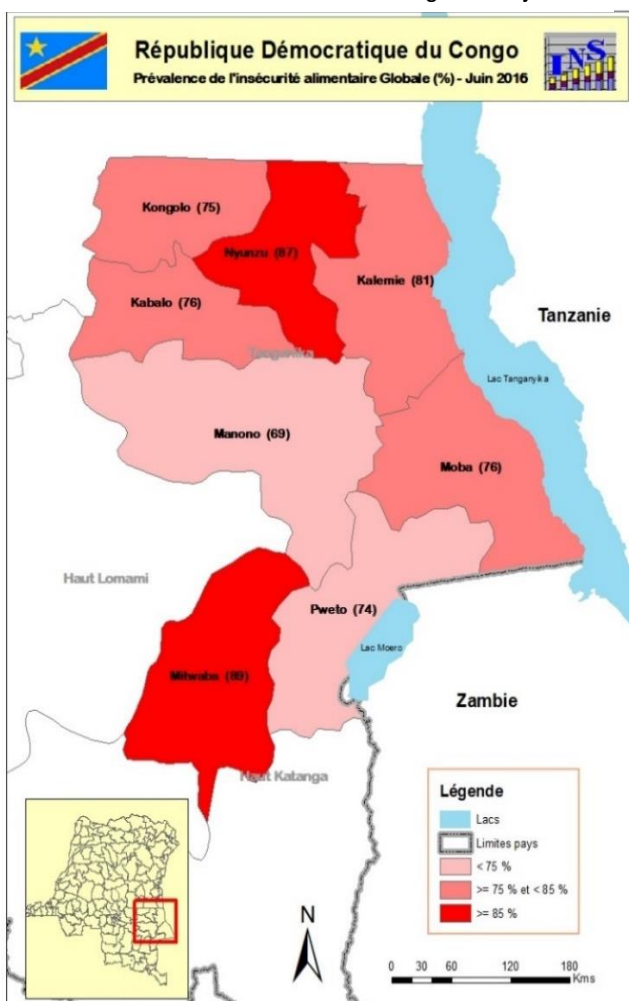 République Démocratique du Congo
Prévalence de l'insécurité alimentaire Globale (%) - Juin 2016
INS
Kongolo (75)
Nyunzu (87)
Kalemie (81)
Kabalo (76)
Tanzanie
Tanganika
Lac Tanganyika
Manono (69)
Moba (76)
Haut Lomami
Pweto (74)
Lac Moero
Mitwaba (89)
Zambie
Haut Katanga
Légende
Lacs
Limites pays
< 75 %
>= 75 % et < 85 %
>= 85 %
N
0 30 60 120 180
Kms